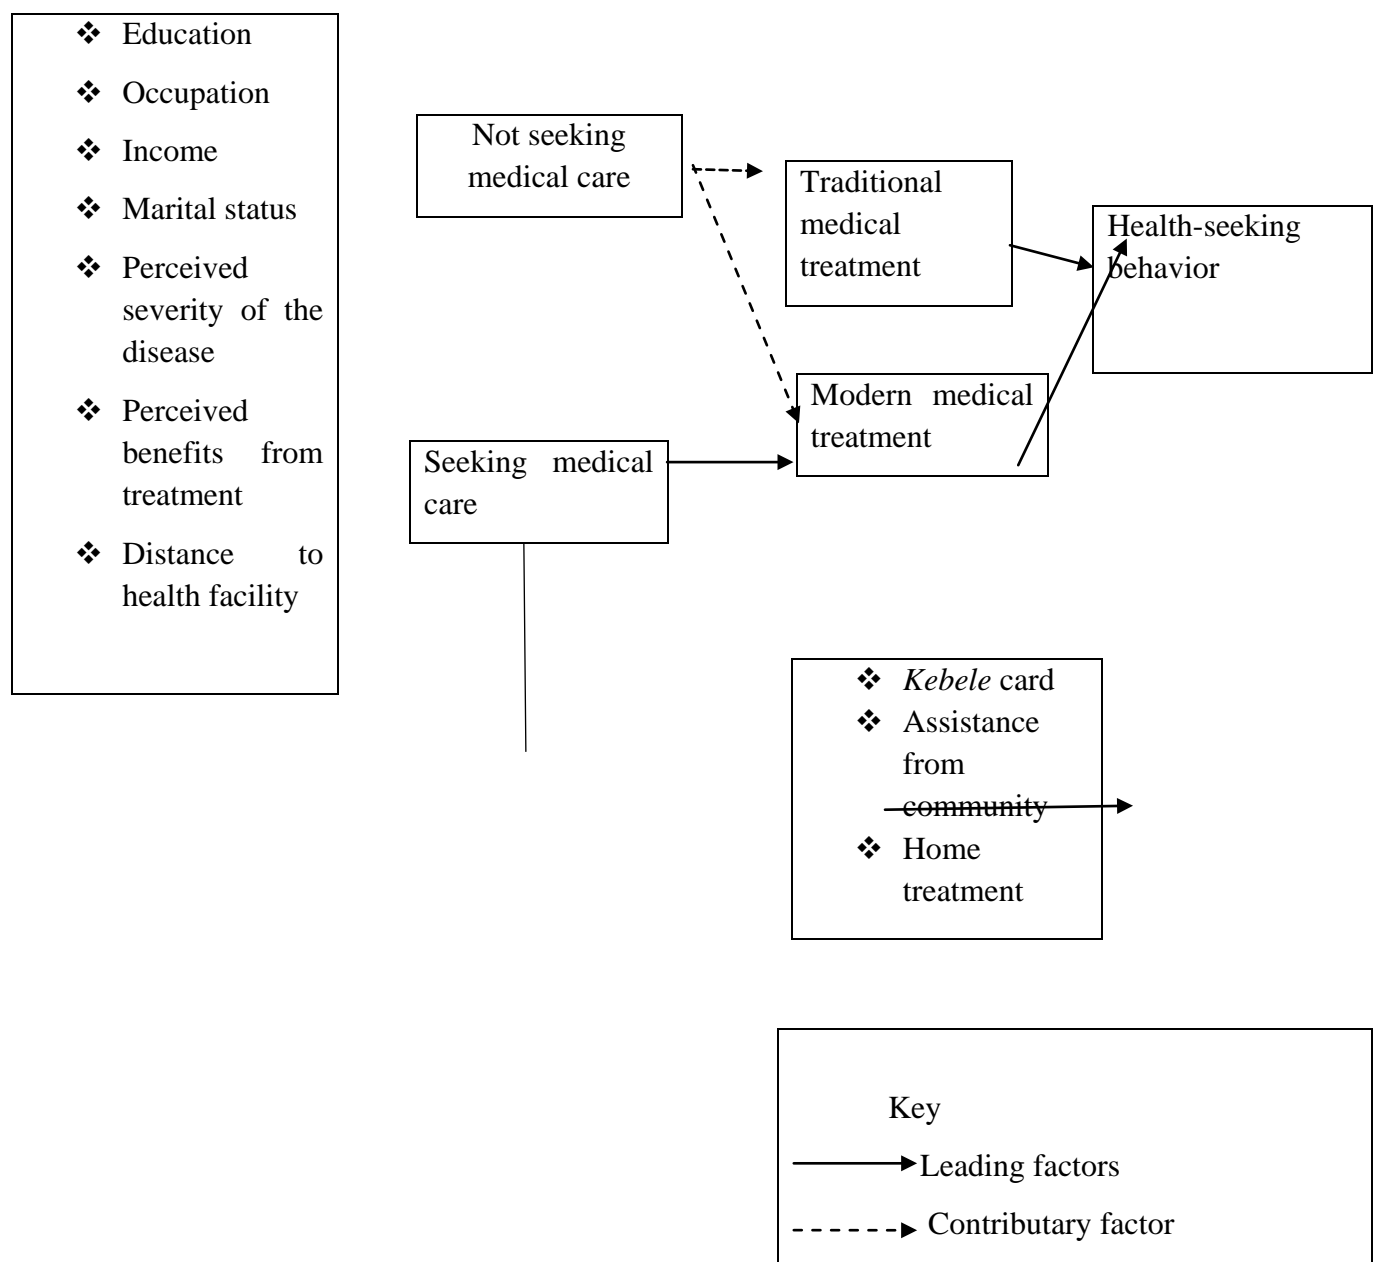 ❖ Education
❖ Occupation
❖ Income
❖ Marital status
❖ Perceived
severity of the
disease
❖ Perceived
benefits from
treatment
❖ Distance to
health facility
Not seeking
medical care
Seeking medical
care
Traditional
medical
treatment
Modern medical
treatment
Health-seeking
behavior
❖ Kebele card
❖ Assistance
from
community
❖ Home
treatment
Key
Leading factors
Contributary factor